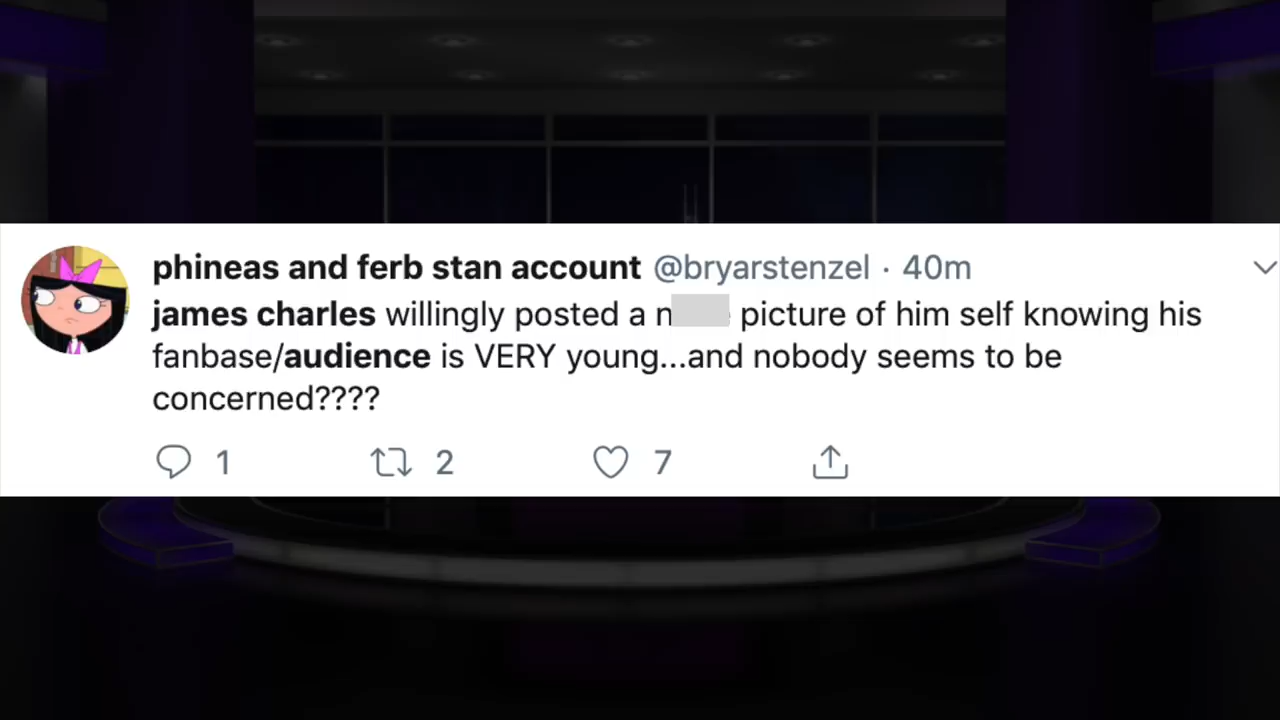 phineas and ferb stan account @bryarstenzel · 40m
james charles willingly posted a n picture of him self knowing his
fanbase/audience is VERY young...and nobody seems to be
concerned????
1 2 7